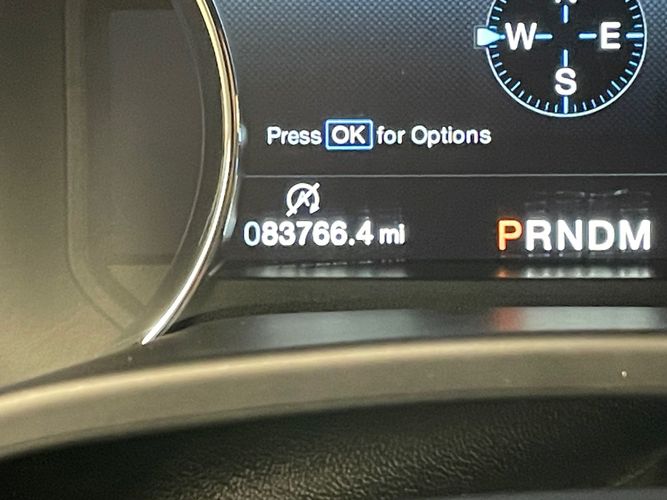 W E
S
Press OK for Options
083766.4 mi
PRNDM